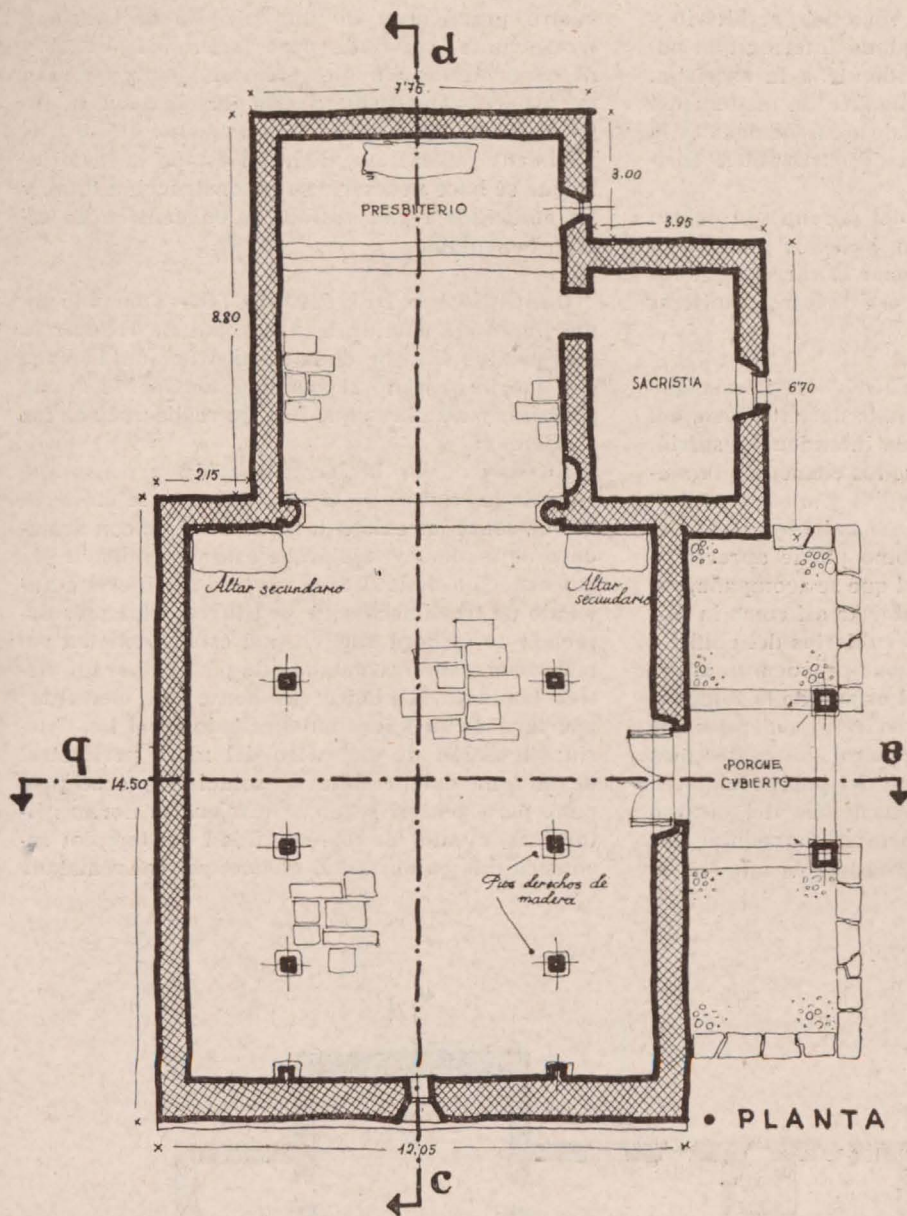 d
7'75
3.00
PRESBITERIO
3.95
8.80
SACRISTIA
6'70
2.15
Altar secundario
Altar
secundario
b
a
14.50
PORCHE
CVBIERTO
Pies derechos de
madera
• PLANTA
12.05
c